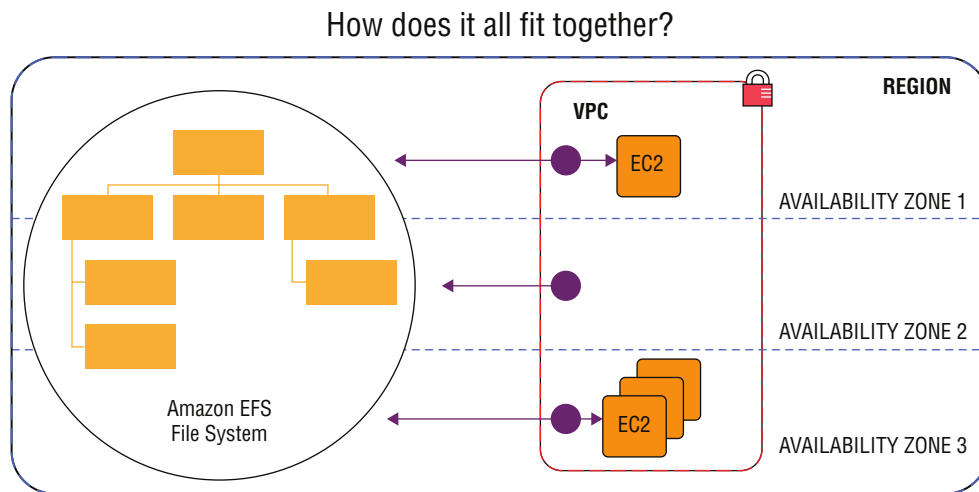 How does it all fit together?
REGION
VPC
EC2
AVAILABILITY ZONE 1
AVAILABILITY ZONE 2
Amazon EFS
File System
EC2
AVAILABILITY ZONE 3